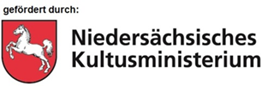 gefördert durch:
Niedersächsisches
Kultusministerium